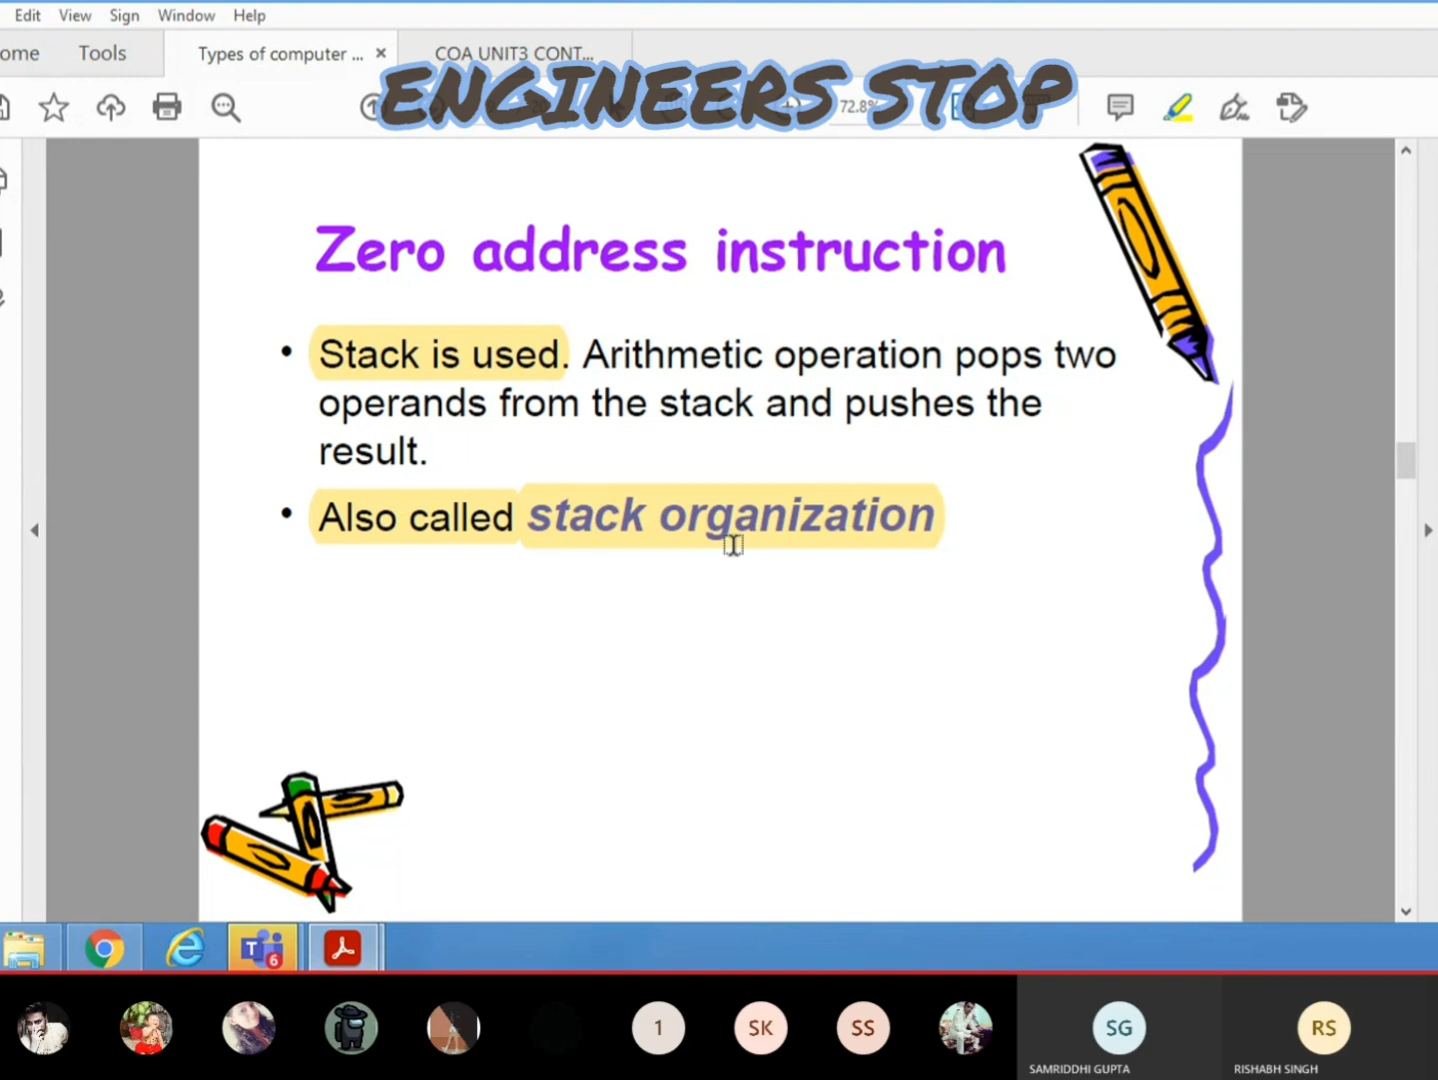 Edit View Sign Window Help
ome Tools Types of computer ... × COA UNIT3 CONT...
ENGINEERS STOP
72.8%
Zero address instruction
• Stack is used. Arithmetic operation pops two
operands from the stack and pushes the
result.
• Also called stack organization
T 6
1 SK SS SG RS
SAMRIDDHI GUPTA RISHABH SINGH